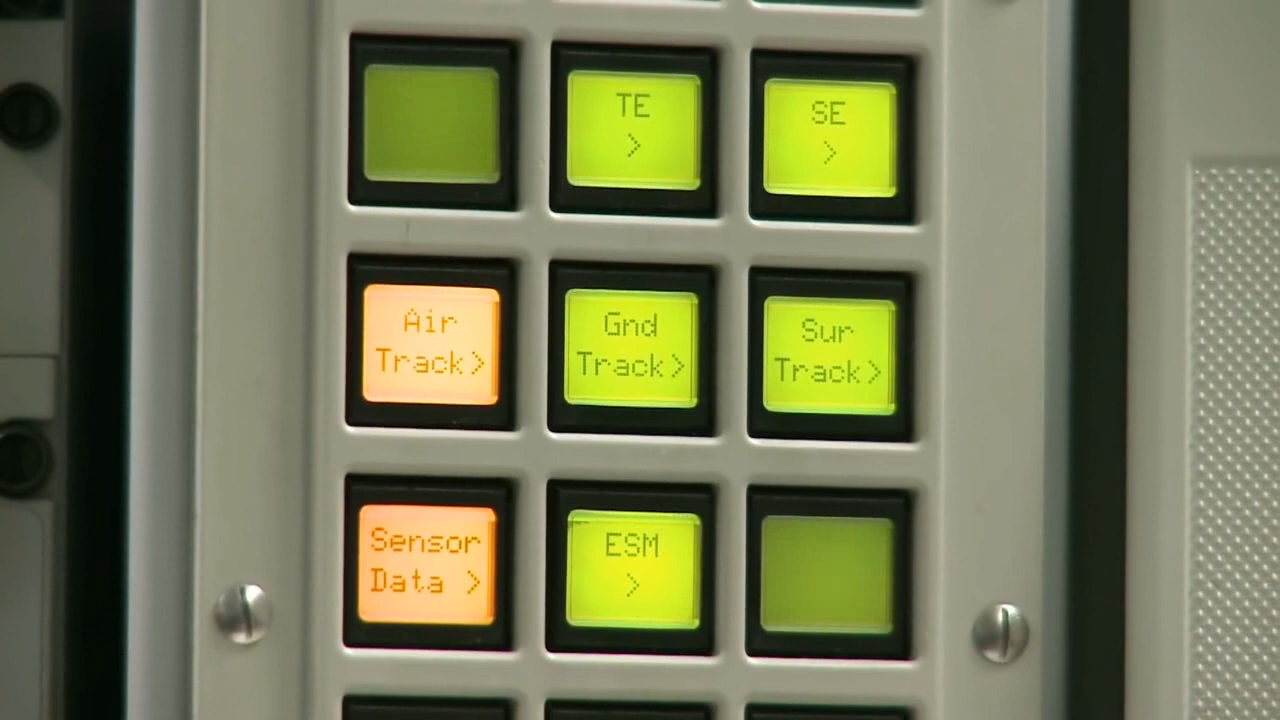 TE
>
SE
>
Air
Track>
Gnd
Track>
Sur
Track>
Sensor
Data >
ESM
>